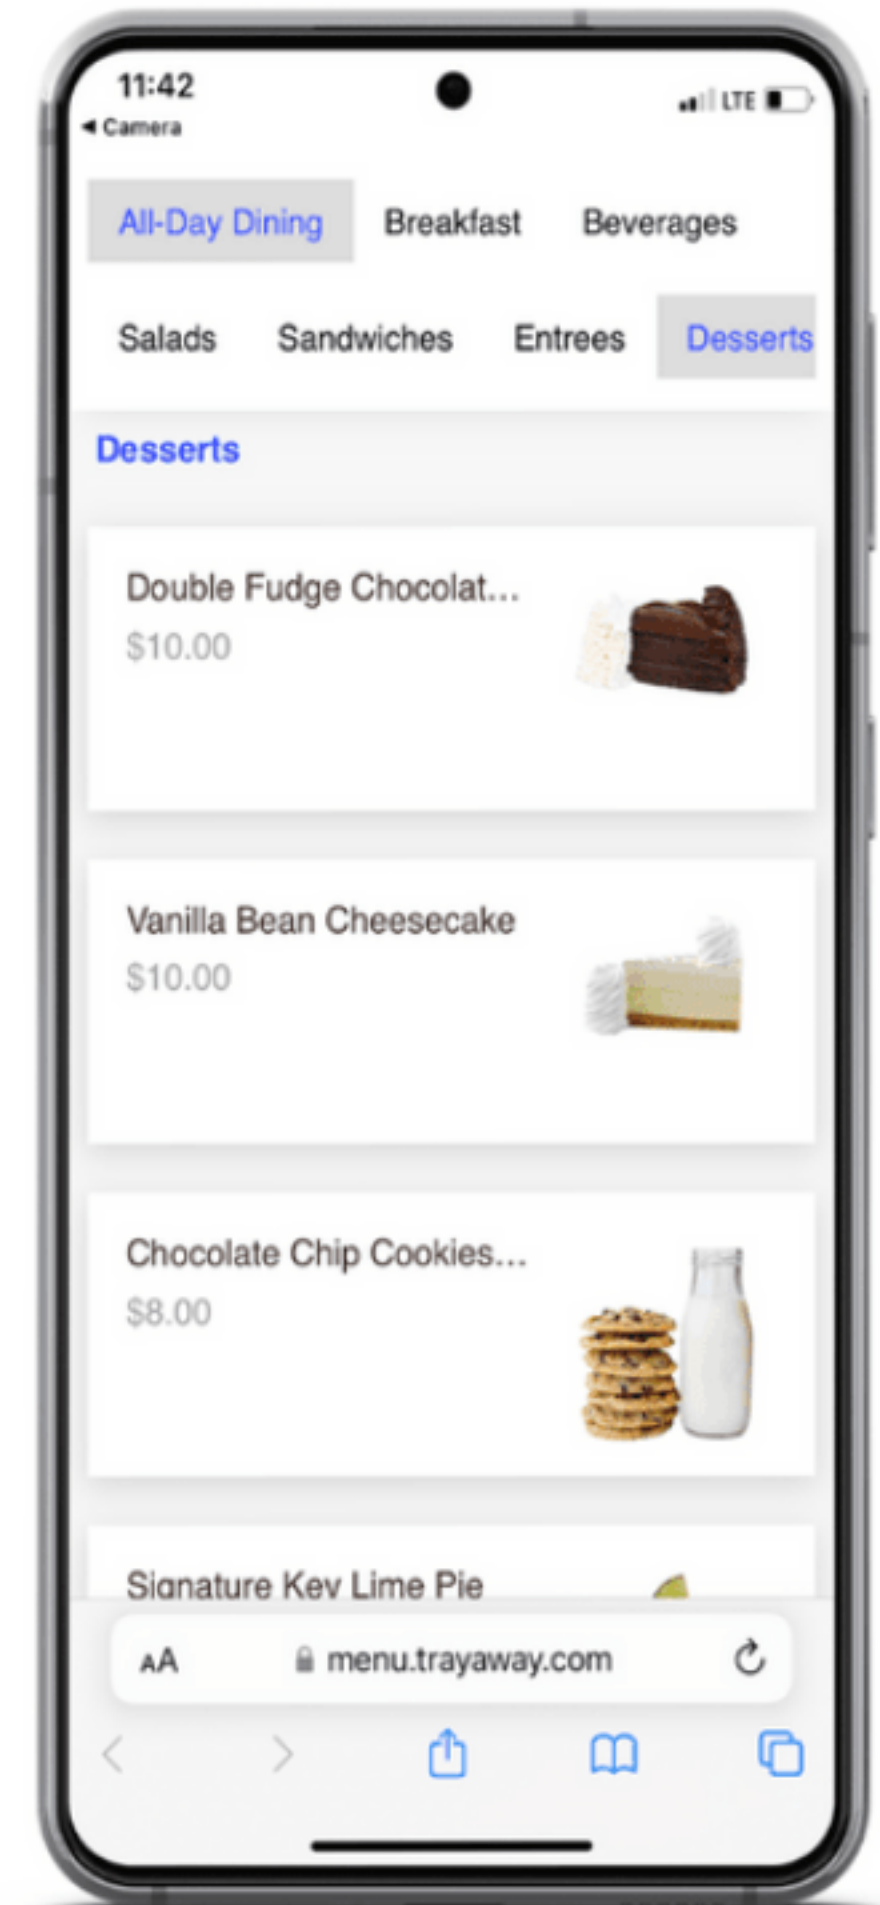 11:42
LTE
◀ Camera
All-Day Dining Breakfast Beverages
Salads Sandwiches Entrees Desserts
Desserts
Double Fudge Chocolat...
$10.00
Vanilla Bean Cheesecake
$10.00
Chocolate Chip Cookies...
$8.00
Signature Key Lime Pie
AA menu.trayaway.com